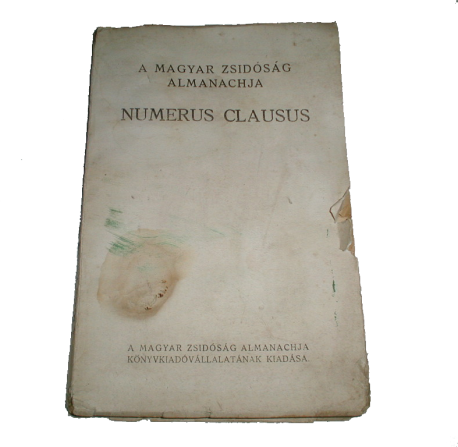 A MAGYAR ZSIDÓSÁG
ALMANACHJA
NUMERUS CLAUSUS
A MAGYAR ZSIDÓSÁG ALMANACHJA
KÖNYVKIADÓVÁLLALATÁNAK KIADÁSA